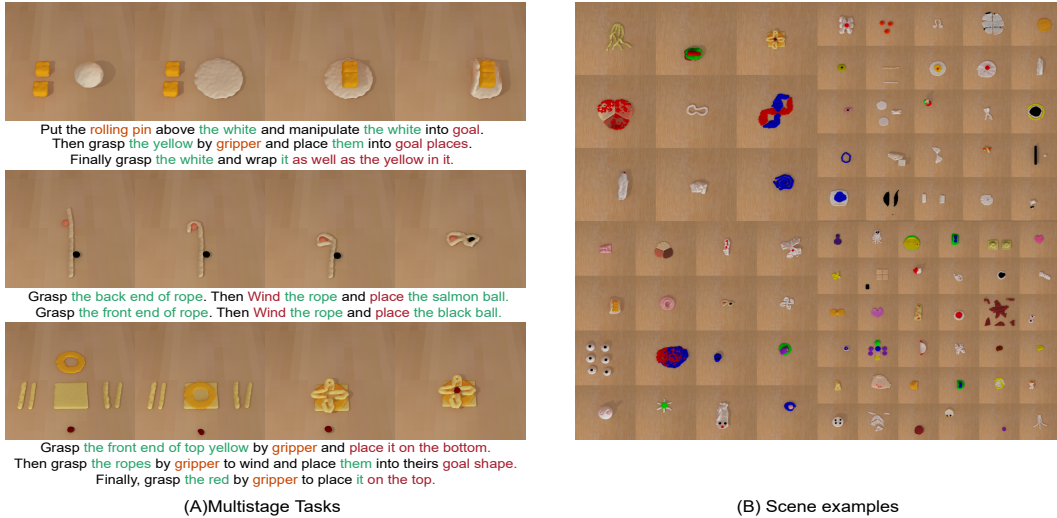 Put the rolling pin above the white and manipulate the white into goal.
Then grasp the yellow by gripper and place them into goal places.
Finally grasp the white and wrap it as well as the yellow in it.
Grasp the back end of rope. Then Wind the rope and place the salmon ball.
Grasp the front end of rope. Then Wind the rope and place the black ball.
Grasp the front end of top yellow by gripper and place it on the bottom.
Then grasp the ropes by gripper to wind and place them into theirs goal shape.
Finally, grasp the red by gripper to place it on the top.
(A)Multistage Tasks
(B) Scene examples